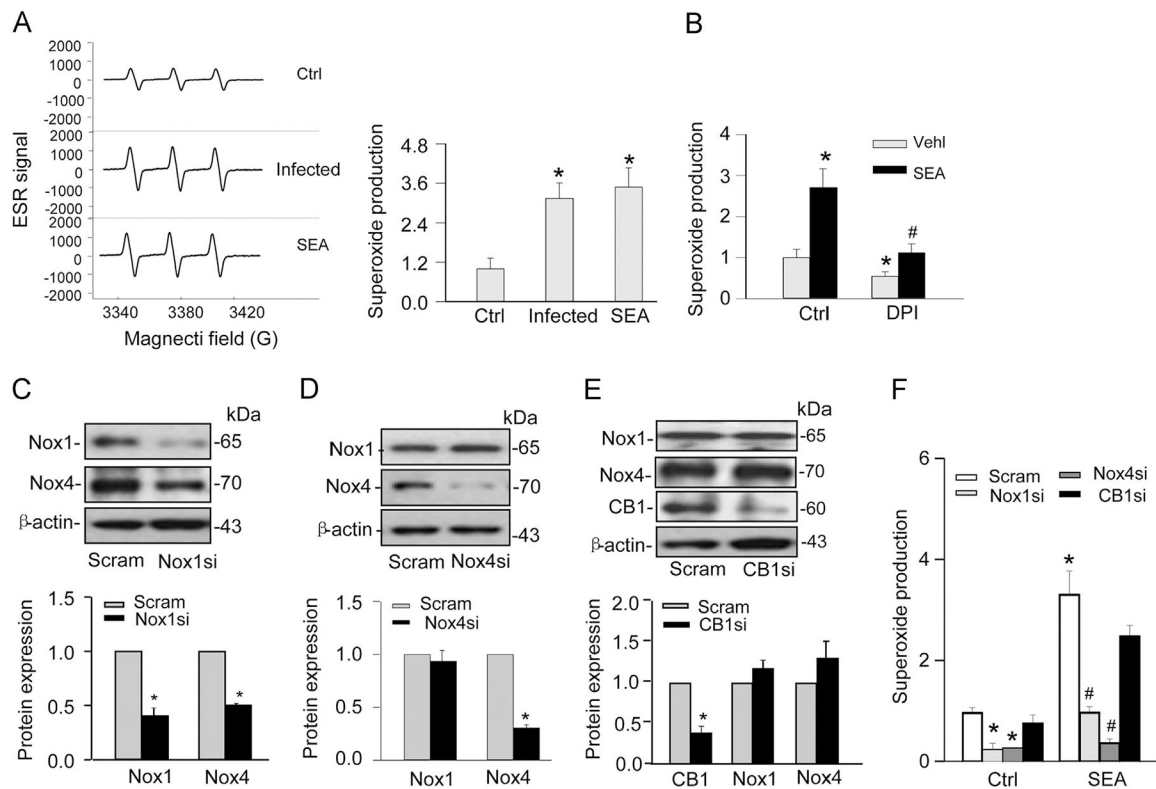 A
B
2000
1000
0
-1000
2000
1000
0
-1000
-2000
2000
1000
0
-1000
-2000
ESR signal
Ctrl
Infected
SEA
3340 3380 3420
Magnecti field (G)
Superoxide production
4.8
3.6
2.4
1.2
0.0
*
*
Ctrl Infected SEA
Superoxide production
4
3
2
1
0
Vehl
SEA
*
*
#
Ctrl DPI
C
kDa
Nox1- -65
Nox4- -70
β-actin- -43
Scram Nox1si
Protein expression
1.5
1.0
0.5
0.0
Scram
Nox1si
*
*
Nox1 Nox4
D
kDa
Nox1- -65
Nox4- -70
β-actin- -43
Scram Nox4si
Protein expression
1.5
1.0
0.5
0.0
Scram
Nox4si
*
Nox1 Nox4
E
kDa
Nox1- -65
Nox4- -70
CB1- -60
β-actin- -43
Scram CB1si
Protein expression
2.0
1.5
1.0
0.5
0.0
Scram
CB1si
*
CB1 Nox1 Nox4
F
Superoxide production
6
4
2
0
Scram Nox4si
Nox1si CB1si
*
*
*
#
#
Ctrl SEA